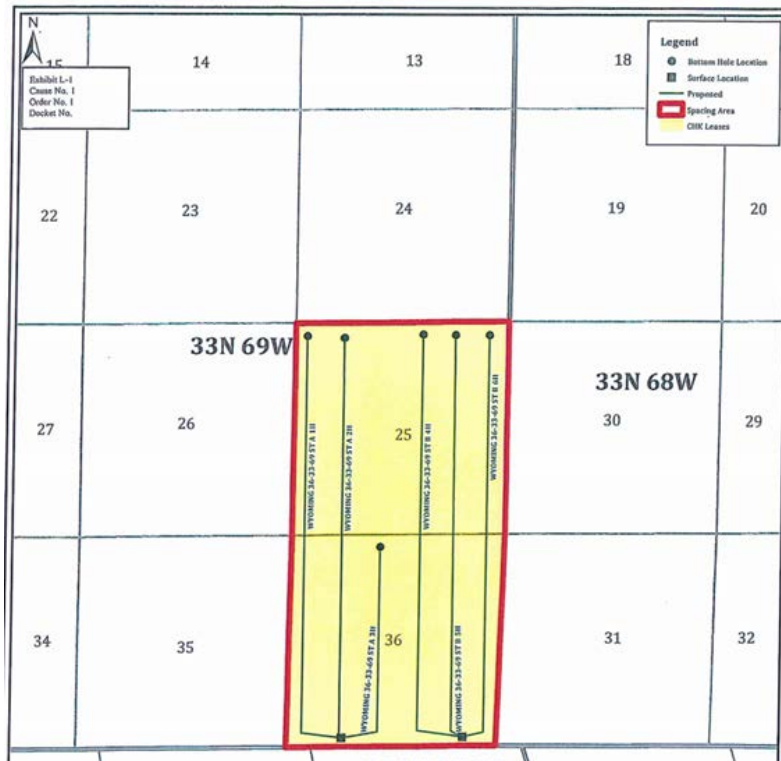 N
15
14
13
18
Exhibit L-1
Cause No. 1
Order No. 1
Docket No.
Legend
Bottom Hole Location
Surface Location
Proposed
Spacing Area
CHK Leases
22
23
24
19
20
33N 69W
33N 68W
27
26
25
30
29
WYOMING 36-33-69 ST A 1H
WYOMING 36-33-69 ST A 2H
WYOMING 36-33-69 ST B 4H
WYOMING 36-33-69 ST B 6H
34
35
36
31
32
WYOMING 36-33-69 ST A 3H
WYOMING 36-33-69 ST B 5H